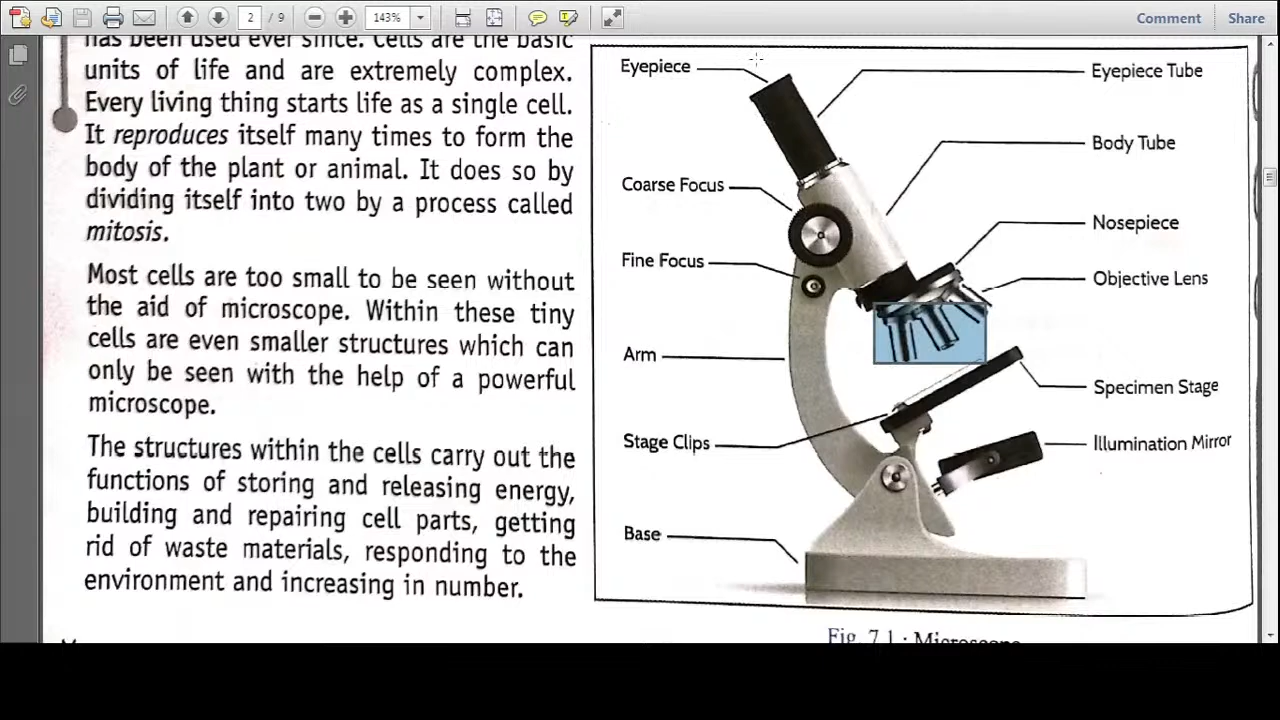 2 / 9
143%
Comment
Share
has been used ever since. Cells are the basic
units of life and are extremely complex.
Every living thing starts life as a single cell.
It reproduces itself many times to form the
body of the plant or animal. It does so by
dividing itself into two by a process called
mitosis.
Most cells are too small to be seen without
the aid of microscope. Within these tiny
cells are even smaller structures which can
only be seen with the help of a powerful
microscope.
The structures within the cells carry out the
functions of storing and releasing energy,
building and repairing cell parts, getting
rid of waste materials, responding to the
environment and increasing in number.
Eyepiece
Eyepiece Tube
Body Tube
Coarse Focus
Nosepiece
Fine Focus
Objective Lens
Arm
Specimen Stage
Stage Clips
Illumination Mirror
Base
Fig. 7.1 : Microscope